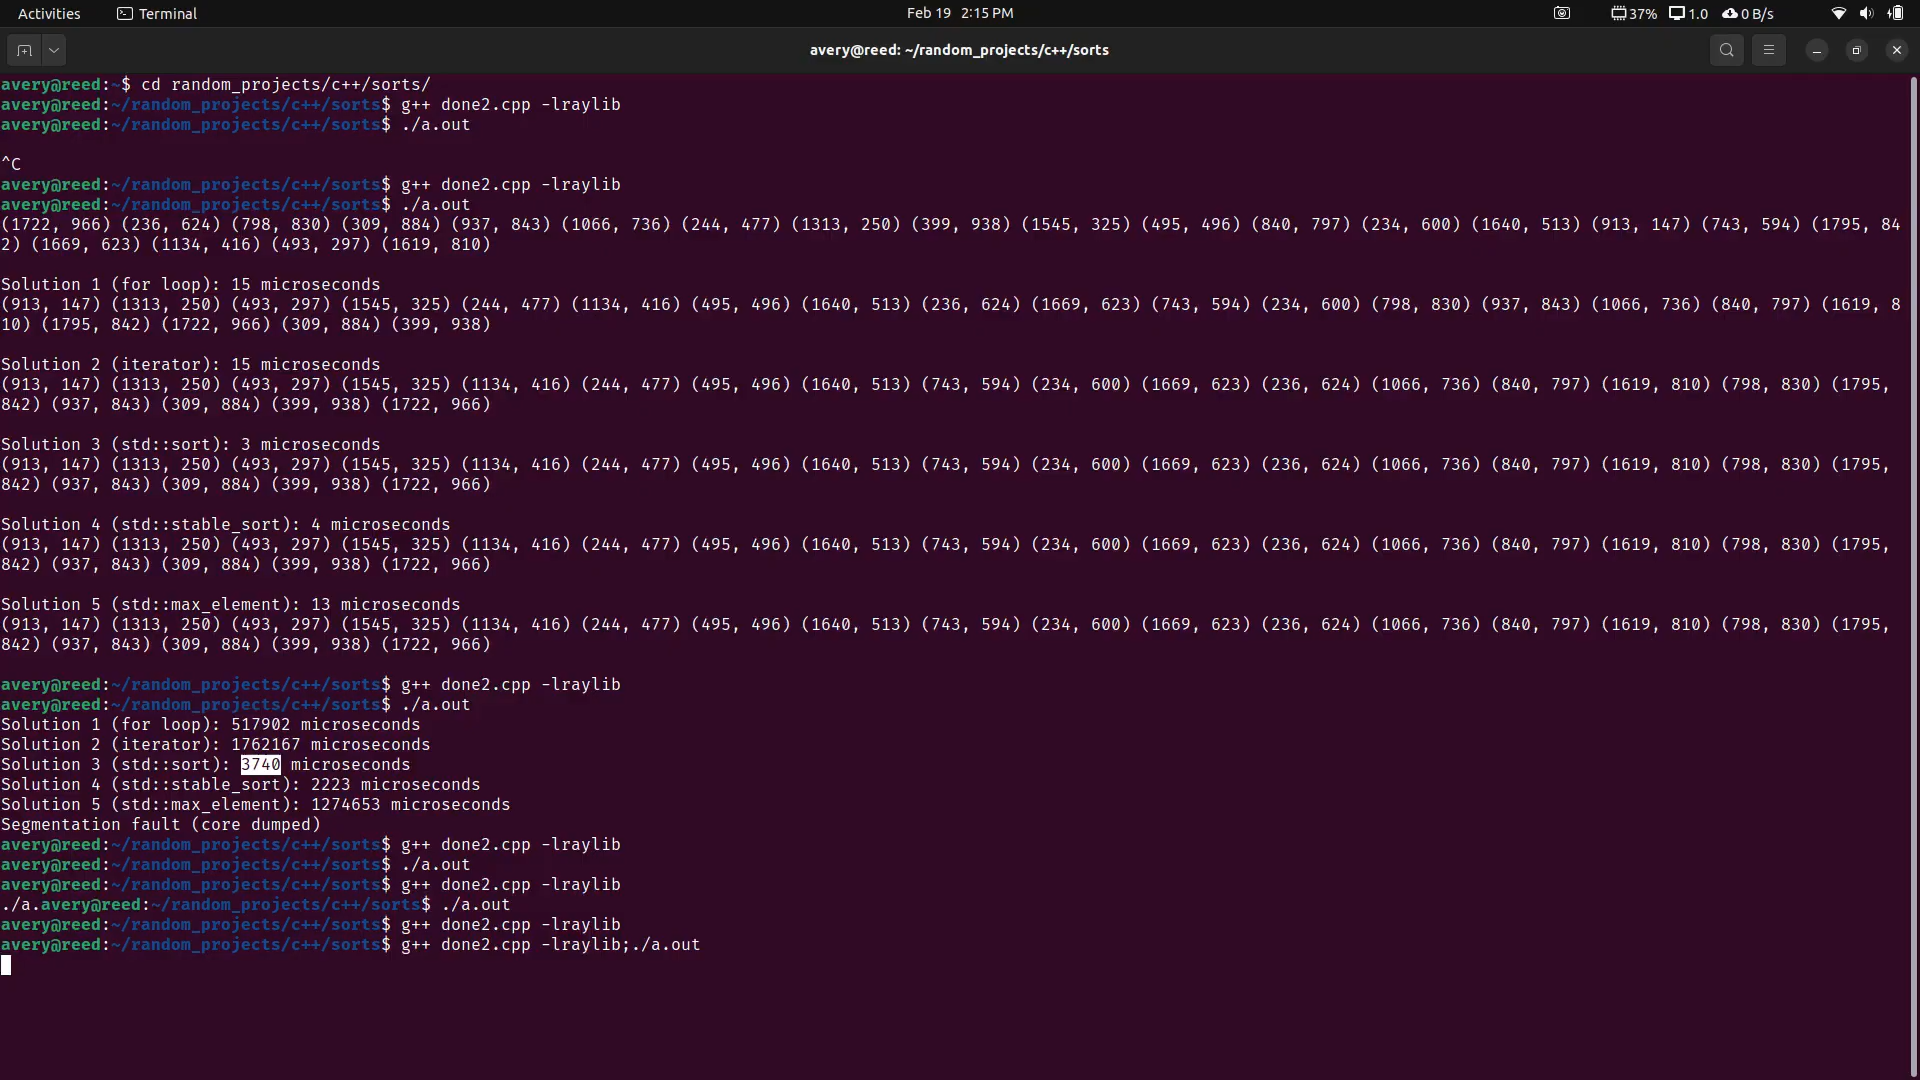 Activities Terminal Feb 19 2:15 PM 37% 1.0 0 B/s
avery@reed: ~/random_projects/c++/sorts
avery@reed:~$ cd random_projects/c++/sorts/
avery@reed:~/random_projects/c++/sorts$ g++ done2.cpp -lraylib
avery@reed:~/random_projects/c++/sorts$ ./a.out
^C
avery@reed:~/random_projects/c++/sorts$ g++ done2.cpp -lraylib
avery@reed:~/random_projects/c++/sorts$ ./a.out
(1722, 966) (236, 624) (798, 830) (309, 884) (937, 843) (1066, 736) (244, 477) (1313, 250) (399, 938) (1545, 325) (495, 496) (840, 797) (234, 600) (1640, 513) (913, 147) (743, 594) (1795, 84
2) (1669, 623) (1134, 416) (493, 297) (1619, 810)
Solution 1 (for loop): 15 microseconds
(913, 147) (1313, 250) (493, 297) (1545, 325) (244, 477) (1134, 416) (495, 496) (1640, 513) (236, 624) (1669, 623) (743, 594) (234, 600) (798, 830) (937, 843) (1066, 736) (840, 797) (1619, 8
10) (1795, 842) (1722, 966) (309, 884) (399, 938)
Solution 2 (iterator): 15 microseconds
(913, 147) (1313, 250) (493, 297) (1545, 325) (1134, 416) (244, 477) (495, 496) (1640, 513) (743, 594) (234, 600) (1669, 623) (236, 624) (1066, 736) (840, 797) (1619, 810) (798, 830) (1795,
842) (937, 843) (309, 884) (399, 938) (1722, 966)
Solution 3 (std::sort): 3 microseconds
(913, 147) (1313, 250) (493, 297) (1545, 325) (1134, 416) (244, 477) (495, 496) (1640, 513) (743, 594) (234, 600) (1669, 623) (236, 624) (1066, 736) (840, 797) (1619, 810) (798, 830) (1795,
842) (937, 843) (309, 884) (399, 938) (1722, 966)
Solution 4 (std::stable_sort): 4 microseconds
(913, 147) (1313, 250) (493, 297) (1545, 325) (1134, 416) (244, 477) (495, 496) (1640, 513) (743, 594) (234, 600) (1669, 623) (236, 624) (1066, 736) (840, 797) (1619, 810) (798, 830) (1795,
842) (937, 843) (309, 884) (399, 938) (1722, 966)
Solution 5 (std::max_element): 13 microseconds
(913, 147) (1313, 250) (493, 297) (1545, 325) (1134, 416) (244, 477) (495, 496) (1640, 513) (743, 594) (234, 600) (1669, 623) (236, 624) (1066, 736) (840, 797) (1619, 810) (798, 830) (1795,
842) (937, 843) (309, 884) (399, 938) (1722, 966)
avery@reed:~/random_projects/c++/sorts$ g++ done2.cpp -lraylib
avery@reed:~/random_projects/c++/sorts$ ./a.out
Solution 1 (for loop): 517902 microseconds
Solution 2 (iterator): 1762167 microseconds
Solution 3 (std::sort): 3740 microseconds
Solution 4 (std::stable_sort): 2223 microseconds
Solution 5 (std::max_element): 1274653 microseconds
Segmentation fault (core dumped)
avery@reed:~/random_projects/c++/sorts$ g++ done2.cpp -lraylib
avery@reed:~/random_projects/c++/sorts$ ./a.out
avery@reed:~/random_projects/c++/sorts$ g++ done2.cpp -lraylib
./a.avery@reed:~/random_projects/c++/sorts$ ./a.out
avery@reed:~/random_projects/c++/sorts$ g++ done2.cpp -lraylib
avery@reed:~/random_projects/c++/sorts$ g++ done2.cpp -lraylib;./a.out